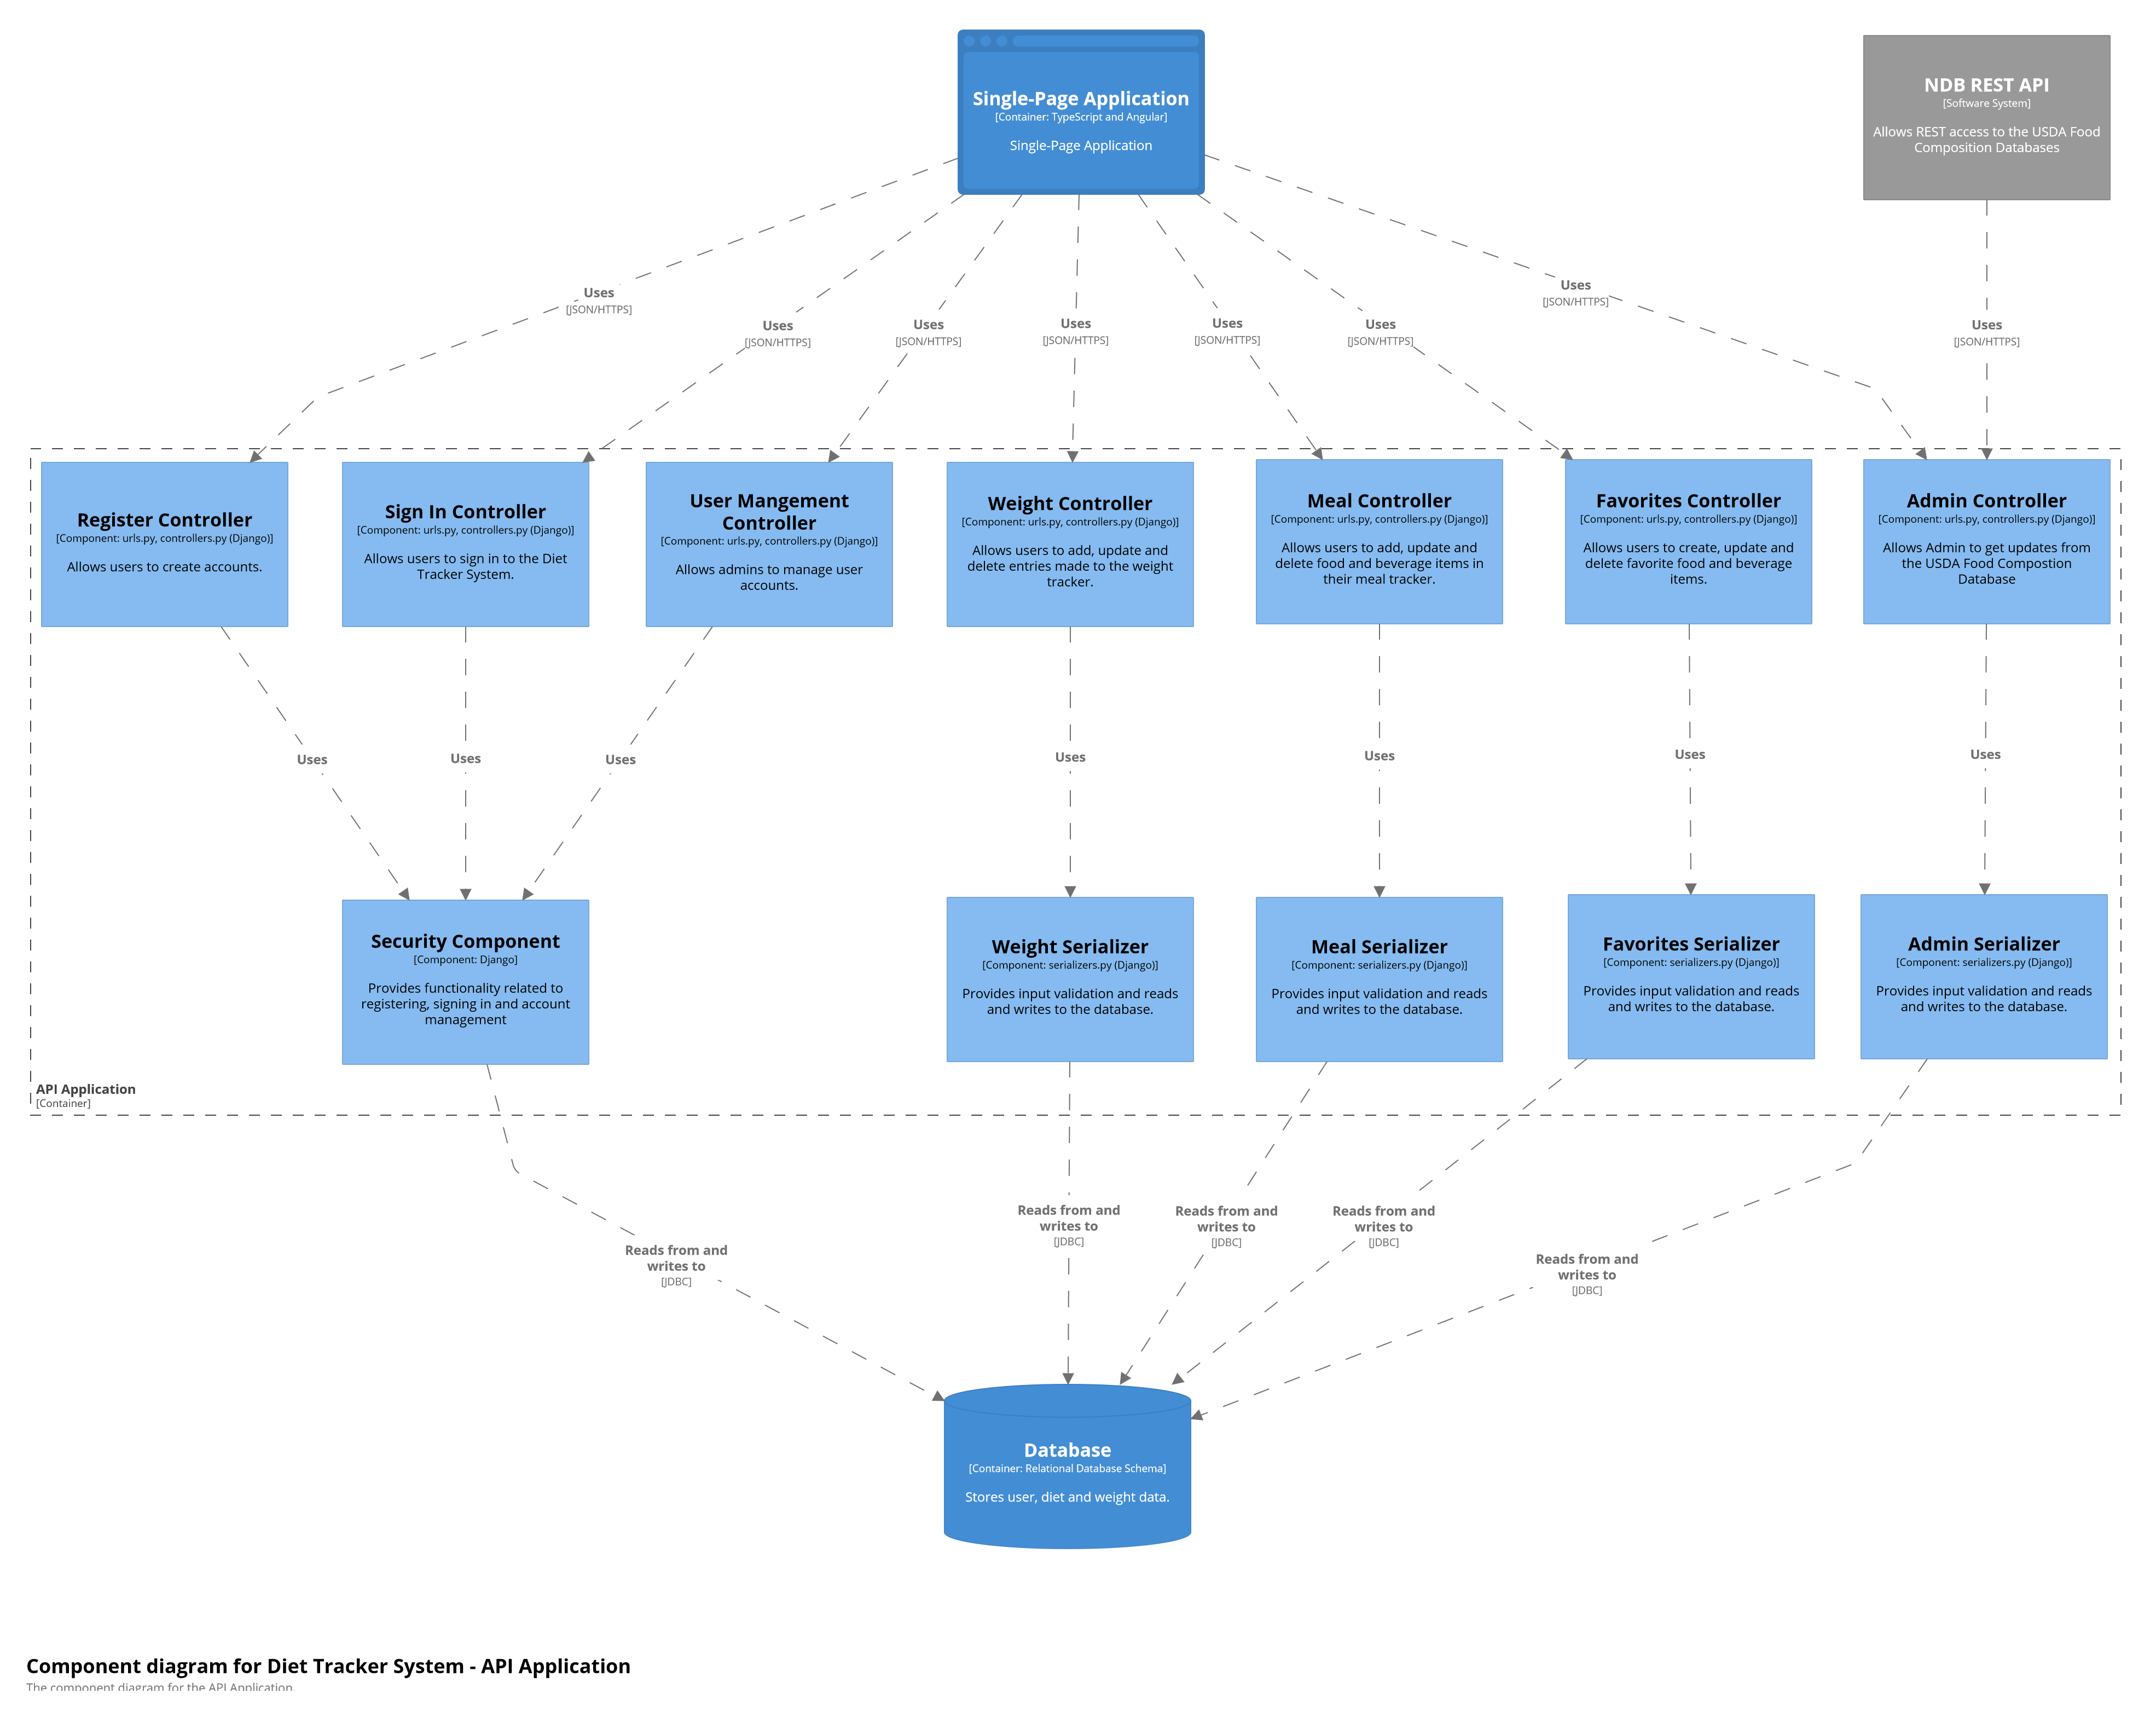 Single-Page Application
[Container: TypeScript and Angular]
Single-Page Application
NDB REST API
[Software System]
Allows REST access to the USDA Food
Composition Databases
Uses
[JSON/HTTPS]
Uses
[JSON/HTTPS]
Uses
[JSON/HTTPS]
Uses
[JSON/HTTPS]
Uses
[JSON/HTTPS]
Uses
[JSON/HTTPS]
Uses
[JSON/HTTPS]
Uses
[JSON/HTTPS]
Register Controller
[Component: urls.py, controllers.py (Django)]
Allows users to create accounts.
Sign In Controller
[Component: urls.py, controllers.py (Django)]
Allows users to sign in to the Diet
Tracker System.
User Mangement
Controller
[Component: urls.py, controllers.py (Django)]
Allows admins to manage user
accounts.
Weight Controller
[Component: urls.py, controllers.py (Django)]
Allows users to add, update and
delete entries made to the weight
tracker.
Meal Controller
[Component: urls.py, controllers.py (Django)]
Allows users to add, update and
delete food and beverage items in
their meal tracker.
Favorites Controller
[Component: urls.py, controllers.py (Django)]
Allows users to create, update and
delete favorite food and beverage
items.
Admin Controller
[Component: urls.py, controllers.py (Django)]
Allows Admin to get updates from
the USDA Food Compostion
Database
Uses
Uses
Uses
Uses
Uses
Uses
Uses
Security Component
[Component: Django]
Provides functionality related to
registering, signing in and account
management
Weight Serializer
[Component: serializers.py (Django)]
Provides input validation and reads
and writes to the database.
Meal Serializer
[Component: serializers.py (Django)]
Provides input validation and reads
and writes to the database.
Favorites Serializer
[Component: serializers.py (Django)]
Provides input validation and reads
and writes to the database.
Admin Serializer
[Component: serializers.py (Django)]
Provides input validation and reads
and writes to the database.
API Application
[Container]
Reads from and
writes to
[JDBC]
Reads from and
writes to
[JDBC]
Reads from and
writes to
[JDBC]
Reads from and
writes to
[JDBC]
Reads from and
writes to
[JDBC]
Database
[Container: Relational Database Schema]
Stores user, diet and weight data.
Component diagram for Diet Tracker System - API Application
The component diagram for the API Application.